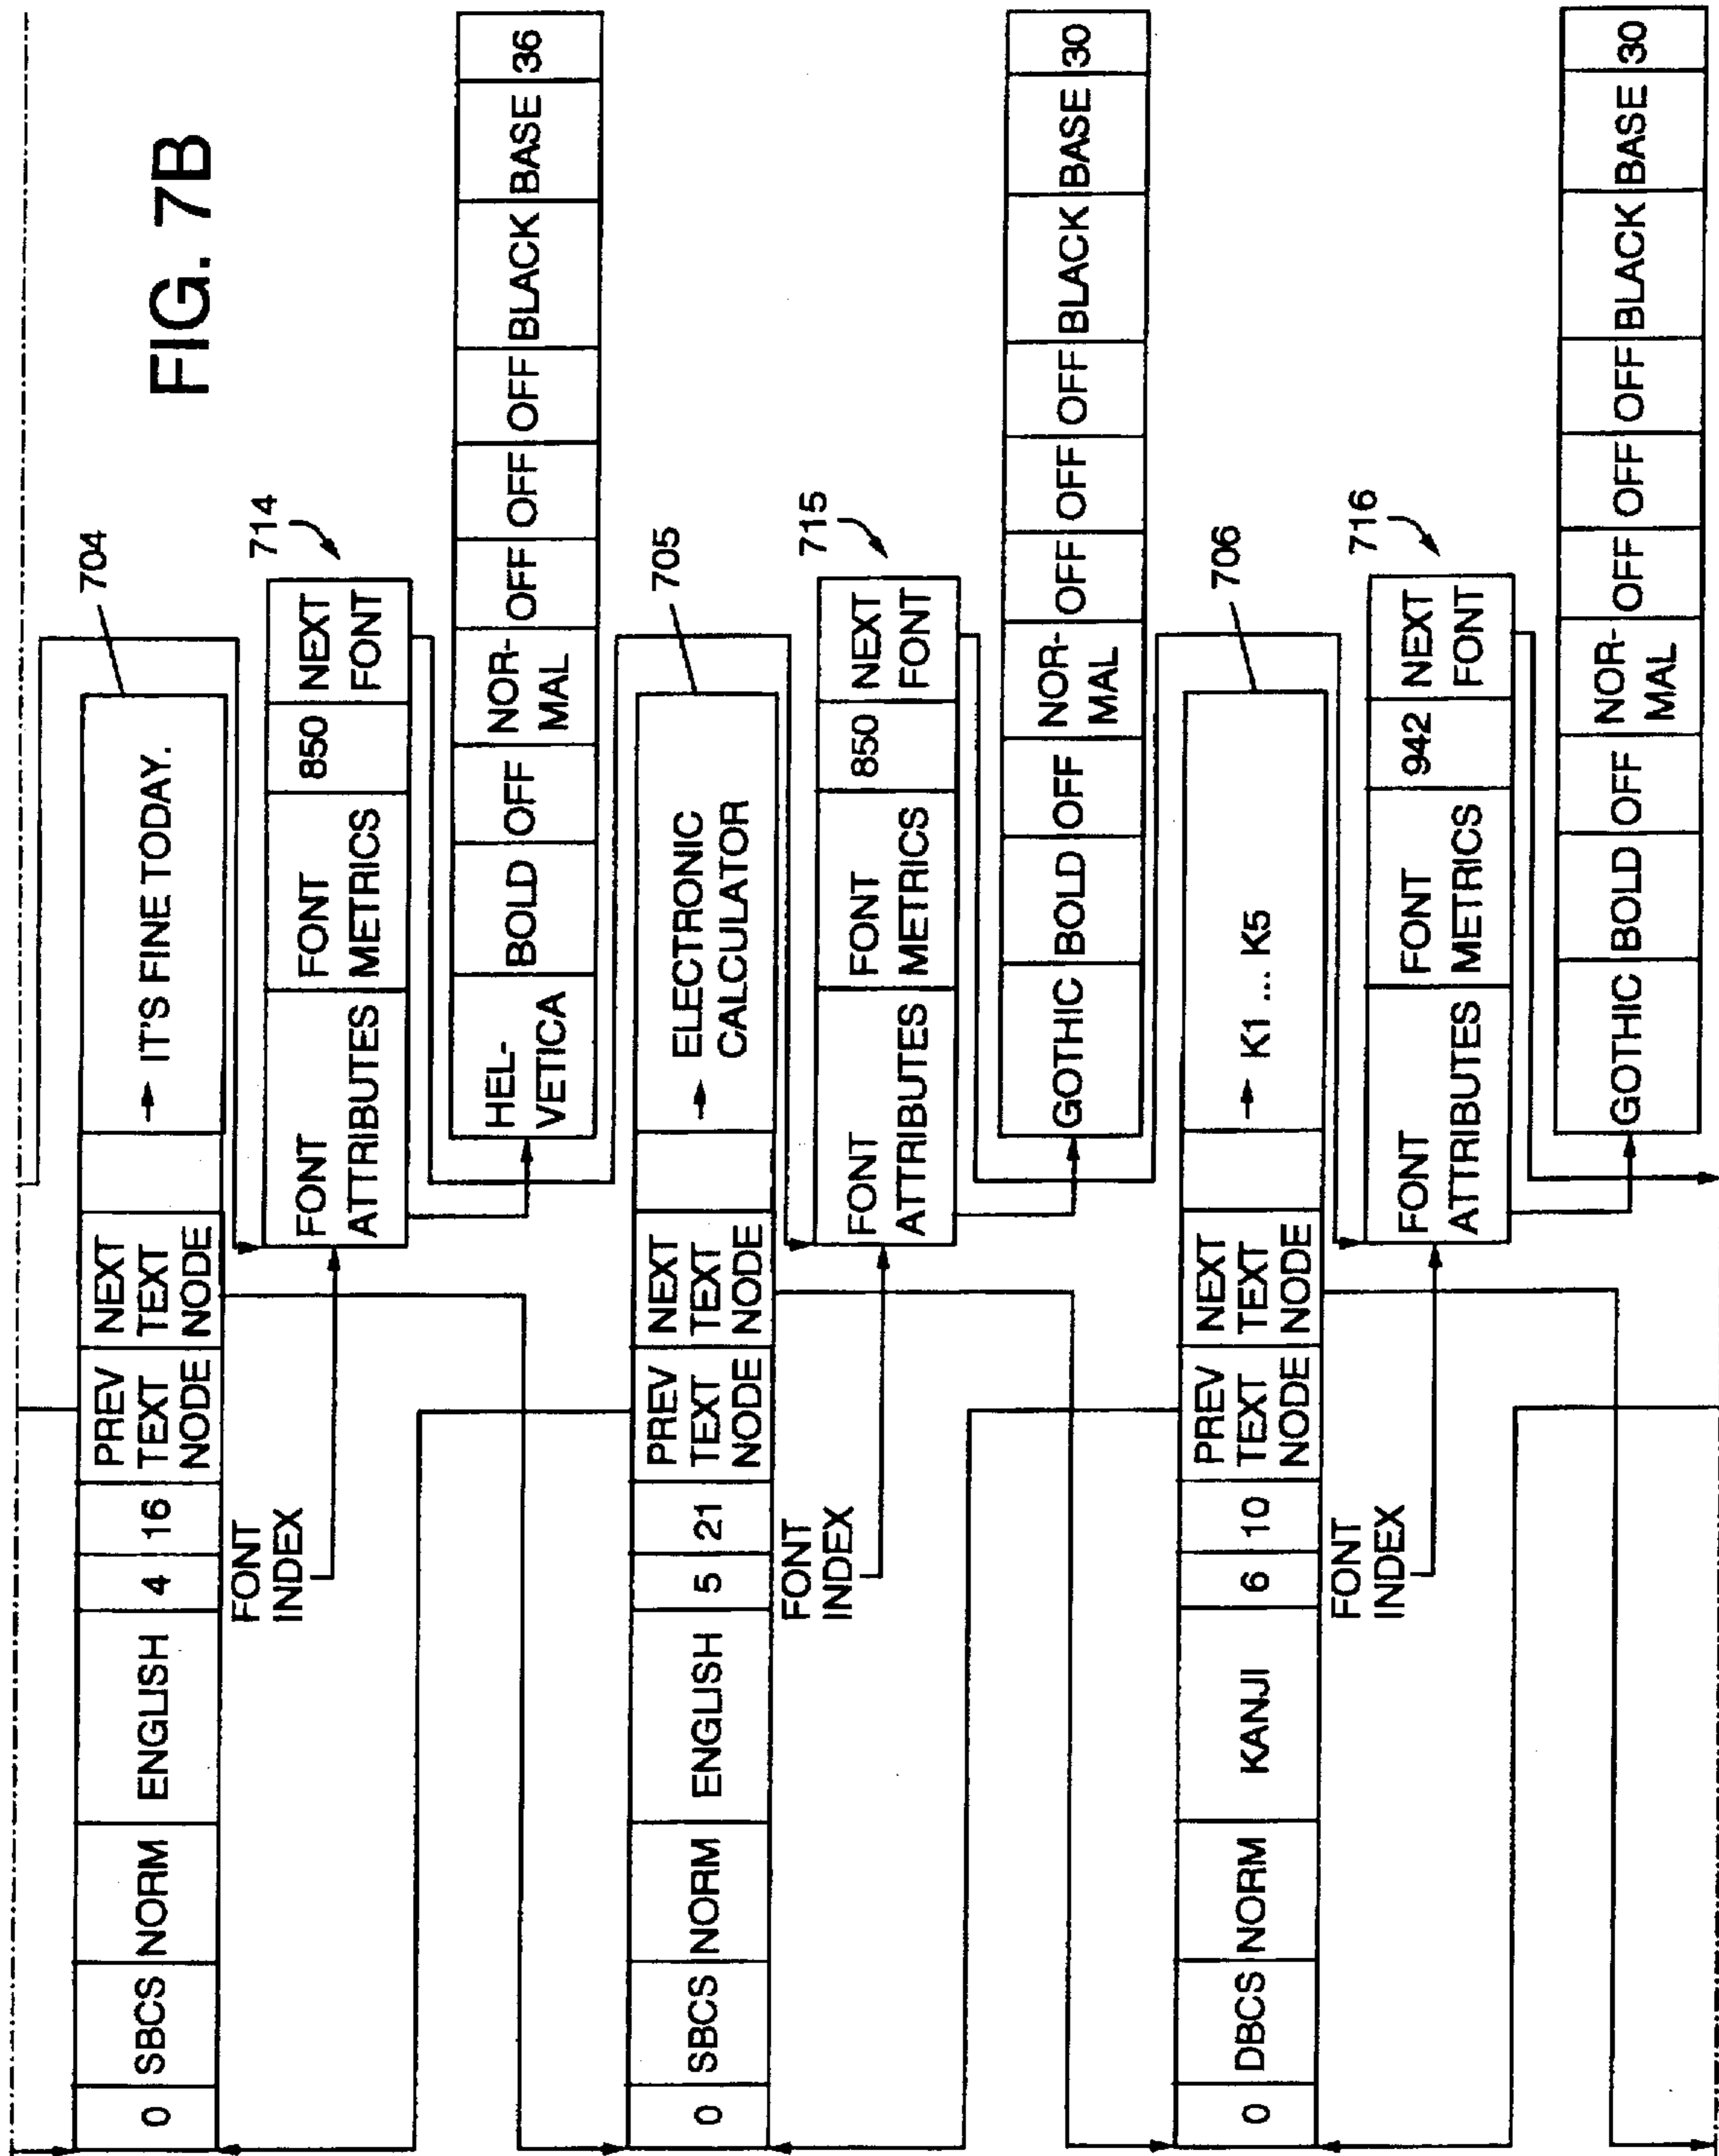 FIG. 7B
704
0 SBCS NORM ENGLISH 4 16 PREV TEXT NODE NEXT TEXT NODE → IT'S FINE TODAY.
FONT INDEX
714
FONT ATTRIBUTES FONT METRICS 850 NEXT FONT
HEL-VETICA BOLD OFF NOR-MAL OFF OFF OFF BLACK BASE 36
705
0 SBCS NORM ENGLISH 5 21 PREV TEXT NODE NEXT TEXT NODE → ELECTRONIC CALCULATOR
FONT INDEX
715
FONT ATTRIBUTES FONT METRICS 850 NEXT FONT
GOTHIC BOLD OFF NOR-MAL OFF OFF OFF BLACK BASE 30
706
0 DBCS NORM KANJI 6 10 PREV TEXT NODE NEXT TEXT NODE → K1 ... K5
FONT INDEX
716
FONT ATTRIBUTES FONT METRICS 942 NEXT FONT
GOTHIC BOLD OFF NOR-MAL OFF OFF OFF BLACK BASE 30